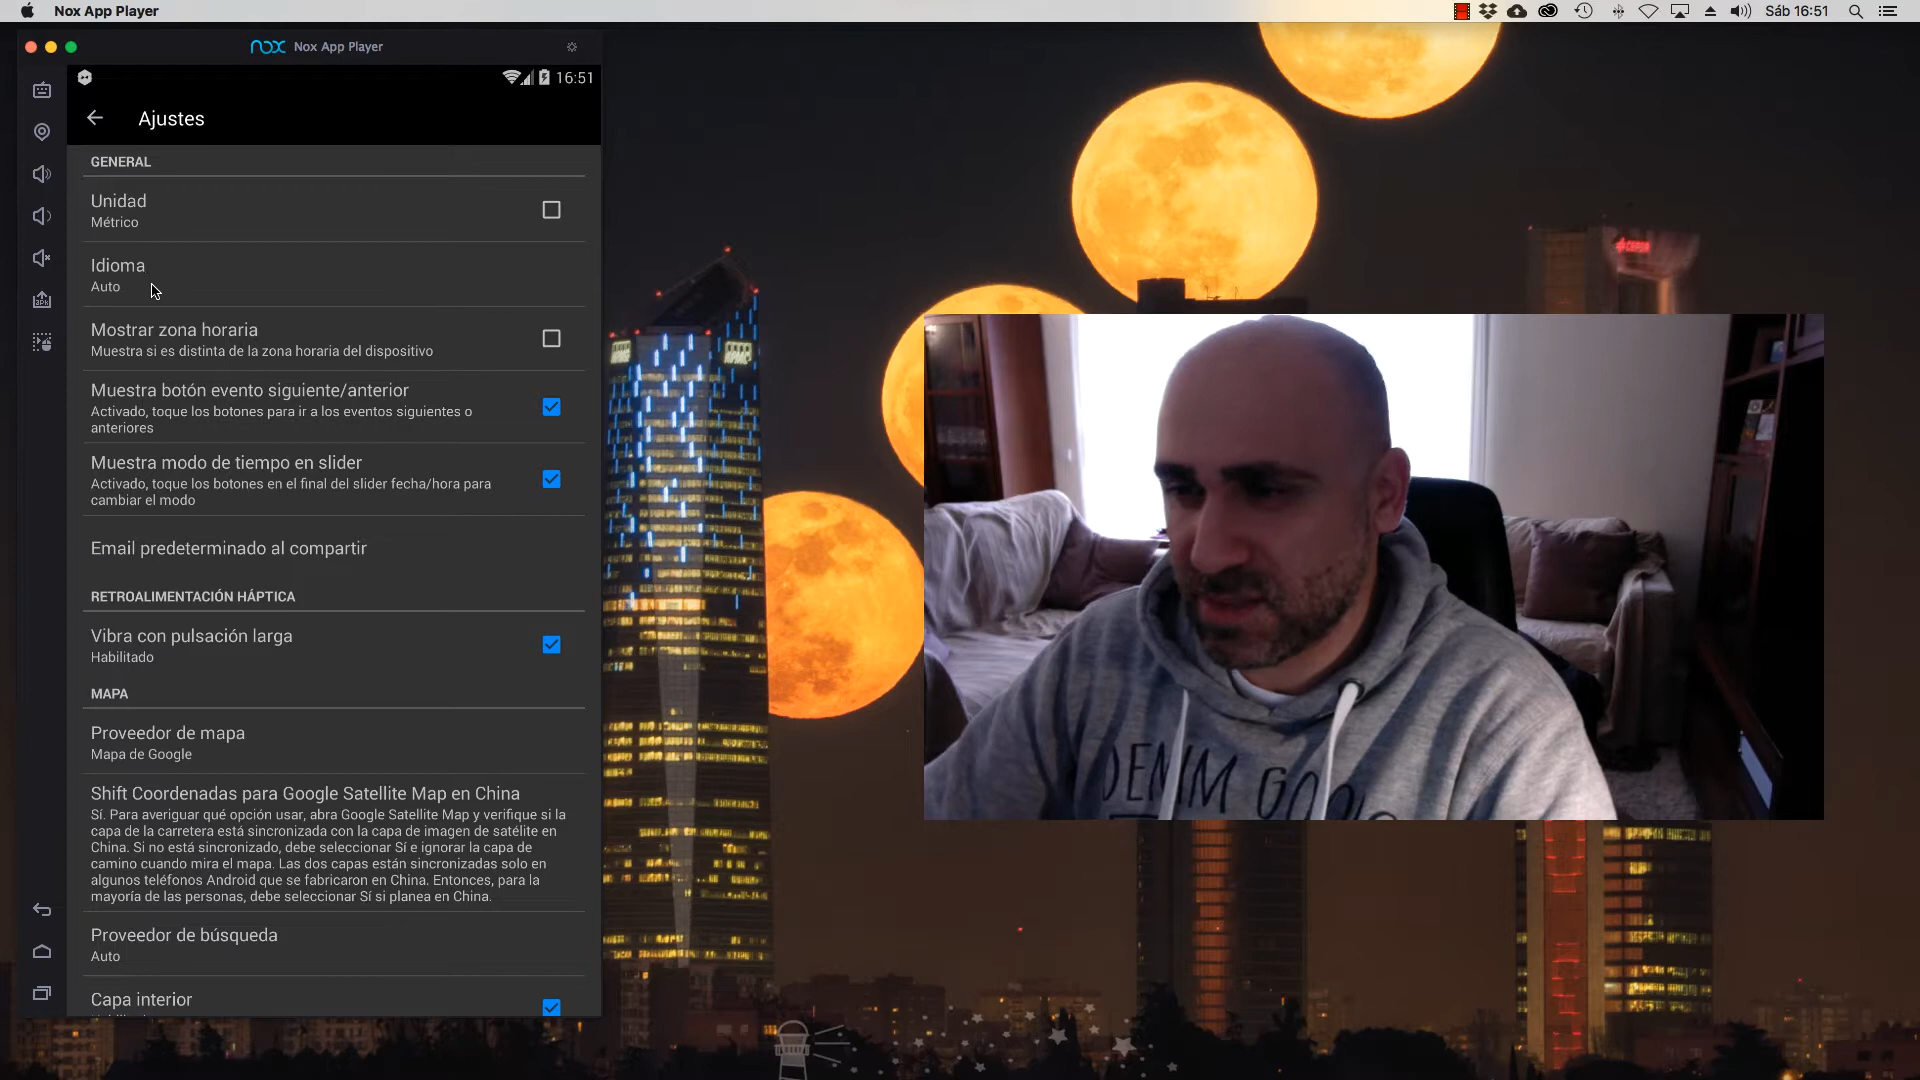 Nox App Player
Sáb 16:51
nox Nox App Player
16:51
Ajustes
GENERAL
Unidad
Métrico
Idioma
Auto
Mostrar zona horaria
Muestra si es distinta de la zona horaria del dispositivo
Muestra botón evento siguiente/anterior
Activado, toque los botones para ir a los eventos siguientes o
anteriores
Muestra modo de tiempo en slider
Activado, toque los botones en el final del slider fecha/hora para
cambiar el modo
Email predeterminado al compartir
RETROALIMENTACIÓN HÁPTICA
Vibra con pulsación larga
Habilitado
MAPA
Proveedor de mapa
Mapa de Google
Shift Coordenadas para Google Satellite Map en China
Sí. Para averiguar qué opción usar, abra Google Satellite Map y verifique si la
capa de la carretera está sincronizada con la capa de imagen de satélite en
China. Si no está sincronizado, debe seleccionar Sí e ignorar la capa de
camino cuando mira el mapa. Las dos capas están sincronizadas solo en
algunos teléfonos Android que se fabricaron en China. Entonces, para la
mayoría de las personas, debe seleccionar Sí si planea en China.
Proveedor de búsqueda
Auto
Capa interior
KPMG
DENIM